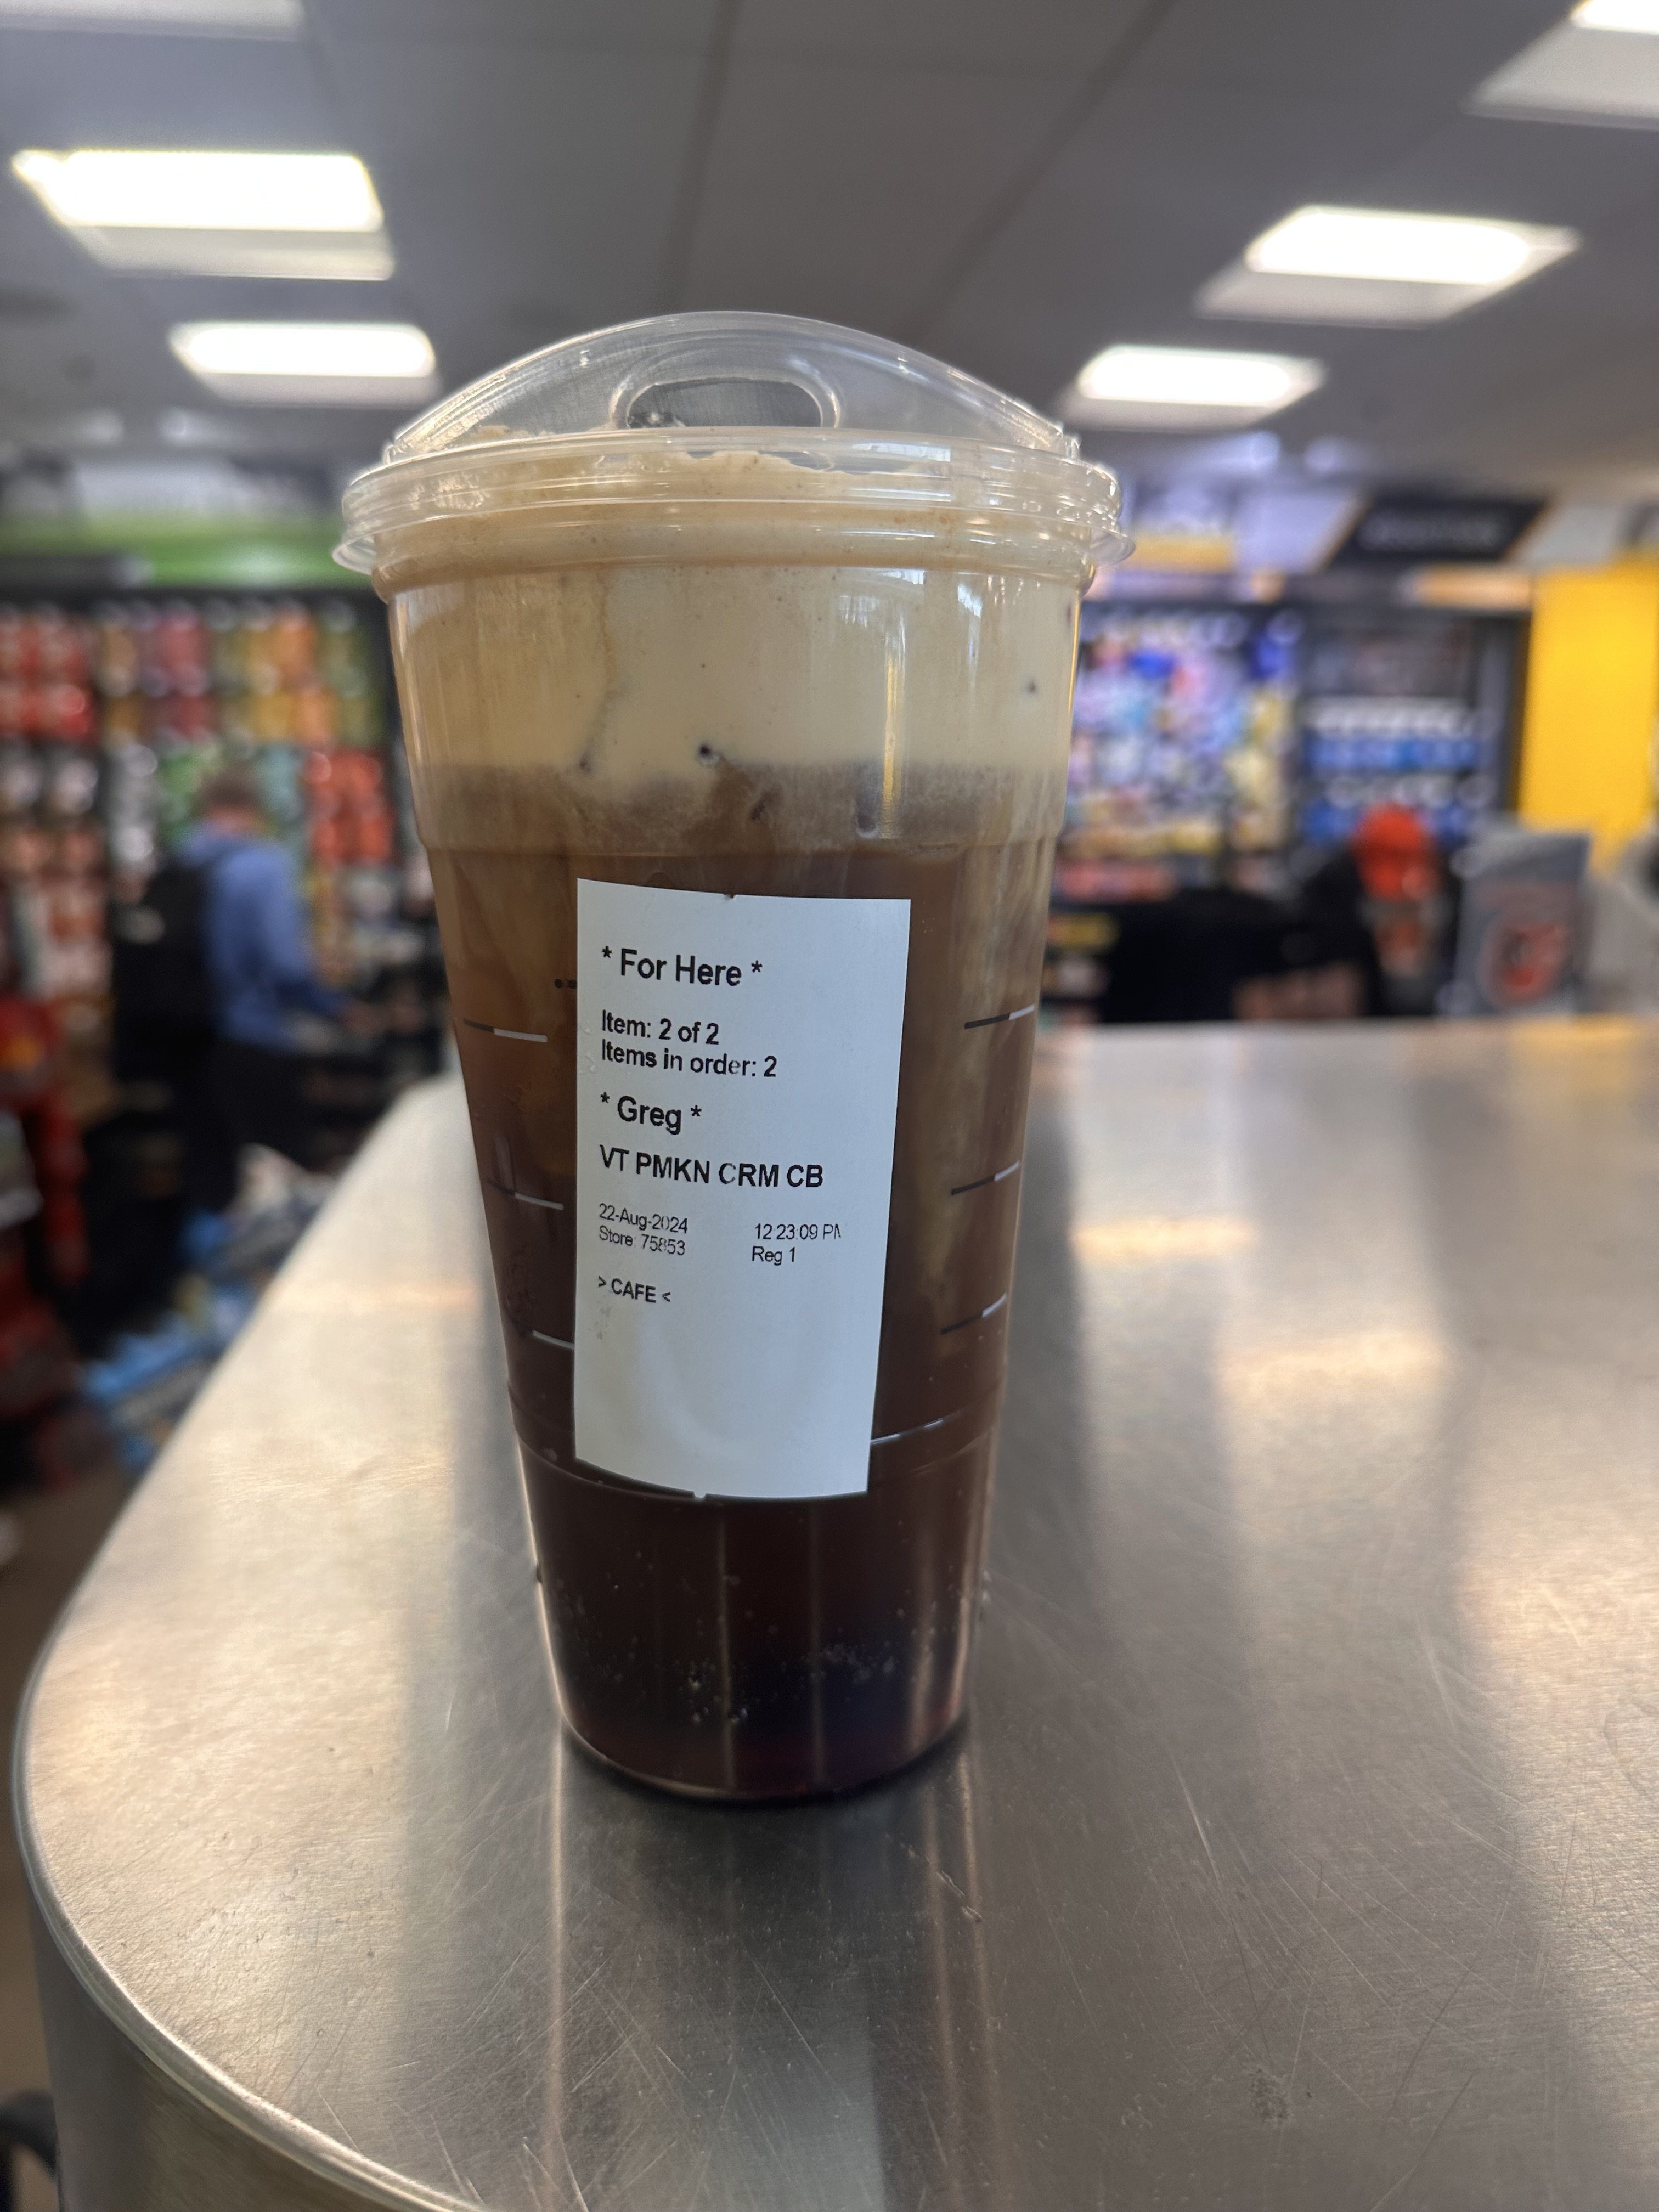 * For Here *
Item: 2 of 2
Items in order: 2
* Greg *
VT PMKN CRM CB
22-Aug-2024 12:23:09 PM
Store: 75853 Reg 1
> CAFE <